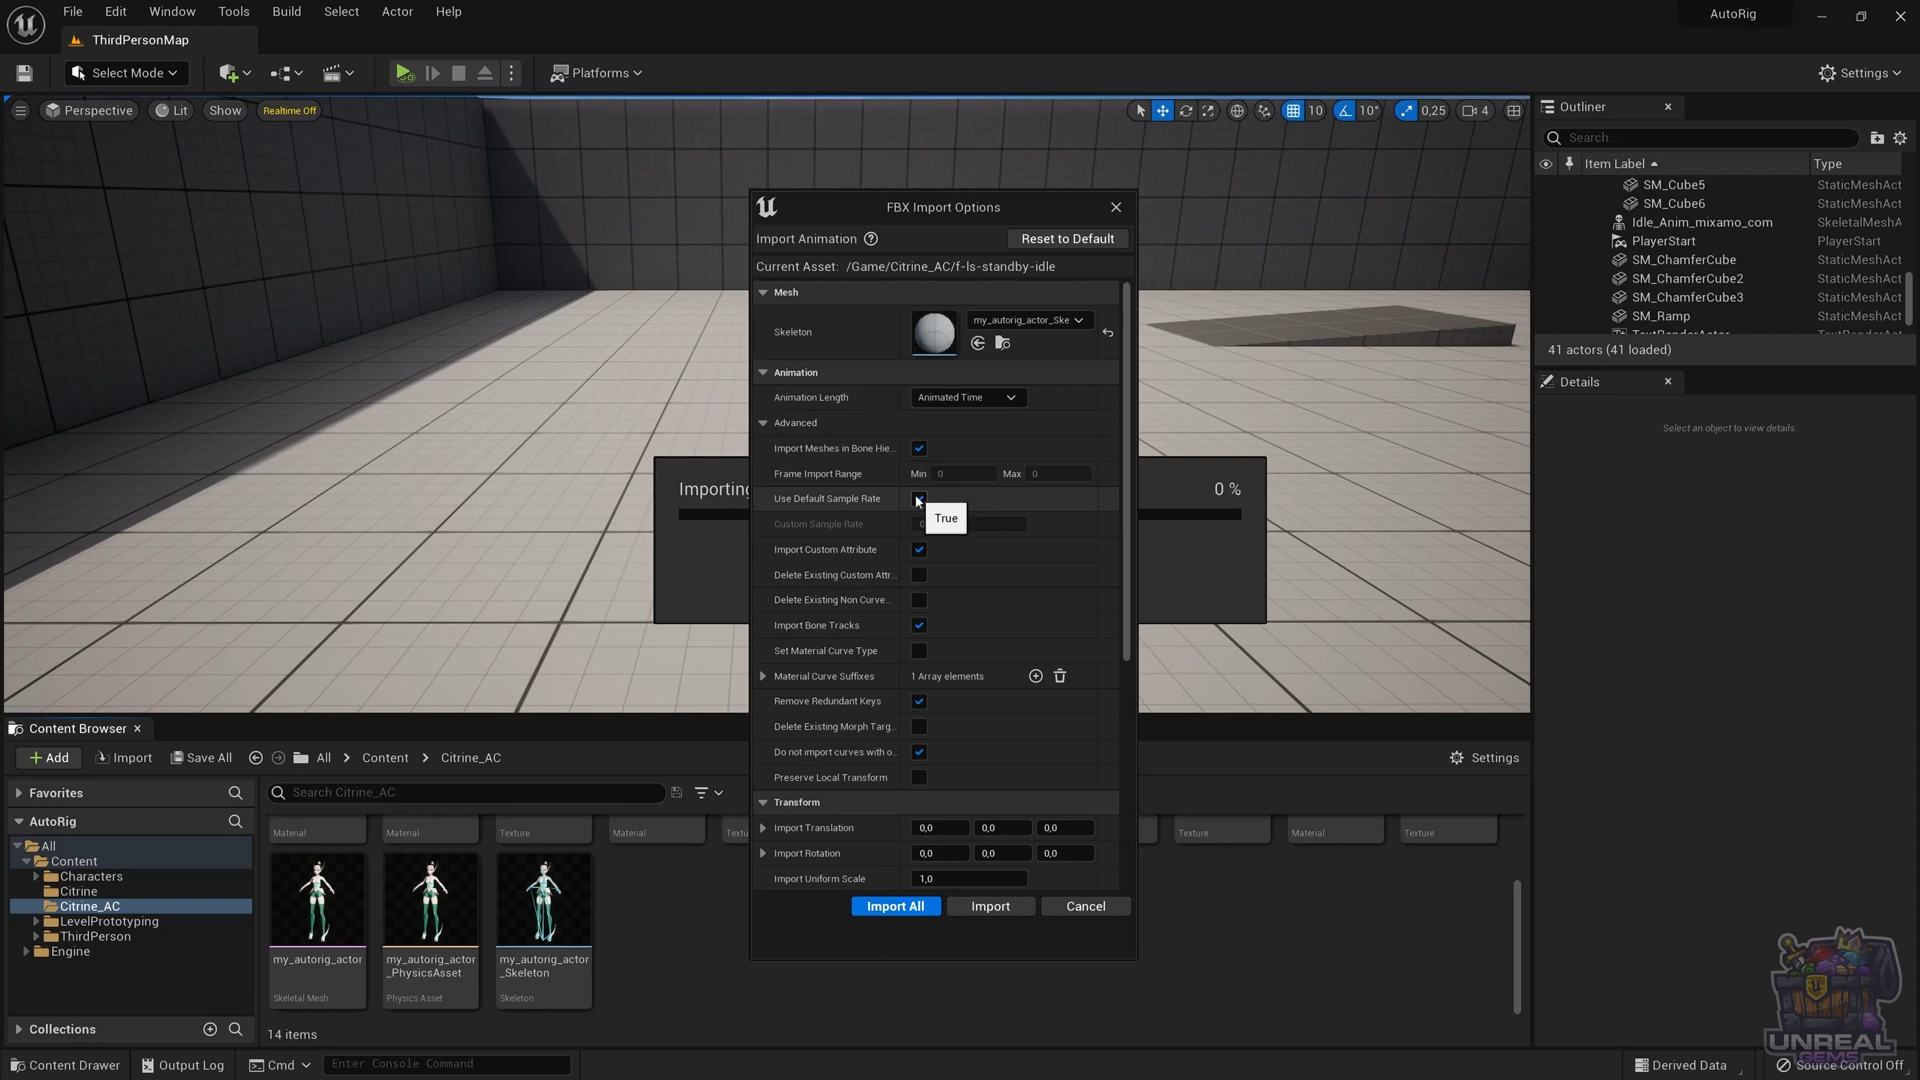 File Edit Window Tools Build Select Actor Help
AutoRig
ThirdPersonMap
Select Mode
Platforms
Settings
Perspective Lit Show Realtime Off
10 10° 0,25 4
Outliner
Search...
Item Label Type
SM_Cube5 StaticMeshAct
SM_Cube6 StaticMeshAct
Idle_Anim_mixamo_com SkeletalMeshA
PlayerStart PlayerStart
SM_ChamferCube StaticMeshAct
SM_ChamferCube2 StaticMeshAct
SM_ChamferCube3 StaticMeshAct
SM_Ramp StaticMeshAct
41 actors (41 loaded)
Details
Select an object to view details.
Importing
0 %
FBX Import Options
Import Animation
Reset to Default
Current Asset: /Game/Citrine_AC/f-ls-standby-idle
Mesh
Skeleton my_autorig_actor_Ske
Animation
Animation Length Animated Time
Advanced
Import Meshes in Bone Hie...
Frame Import Range Min 0 Max 0
Use Default Sample Rate
True
Custom Sample Rate 0
Import Custom Attribute
Delete Existing Custom Attr...
Delete Existing Non Curve...
Import Bone Tracks
Set Material Curve Type
Material Curve Suffixes 1 Array elements
Remove Redundant Keys
Delete Existing Morph Targ...
Do not import curves with o...
Preserve Local Transform
Transform
Import Translation 0,0 0,0 0,0
Import Rotation 0,0 0,0 0,0
Import Uniform Scale 1,0
Import All Import Cancel
Content Browser
Add Import Save All All Content Citrine_AC
Settings
Favorites
AutoRig
All
Content
Characters
Citrine
Citrine_AC
LevelPrototyping
ThirdPerson
Engine
Collections
Search Citrine_AC
Material Material Texture Material Textu Texture Material Texture
my_autorig_actor
Skeletal Mesh
my_autorig_actor
_PhysicsAsset
Physics Asset
my_autorig_actor
_Skeleton
Skeleton
14 items
Content Drawer Output Log Cmd Enter Console Command
Derived Data Source Control Off
UNREAL
GEMS